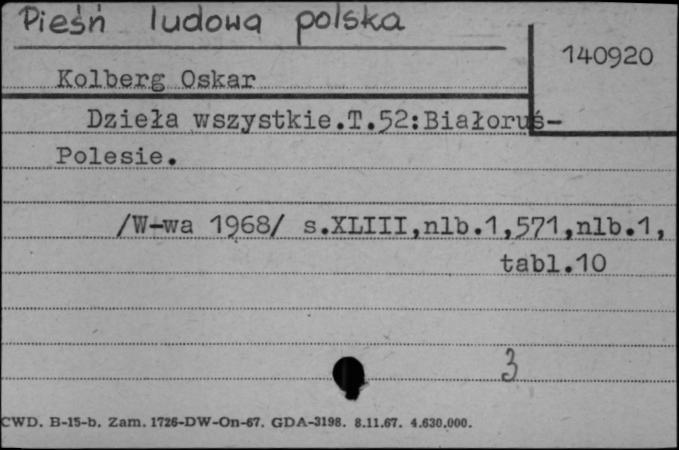 Pieśń ludowa polska
140920
Kolberg Oskar
Dzieła wszystkie.T.52:Białoruś-
Polesie.
/W-wa 1968/ s.XLIII,nlb.1,571,nlb.1,
tabl.10
3
CWD. B-15-b. Zam. 1726-DW-On-67. GDA-3198. 8.11.67. 4.630.000.